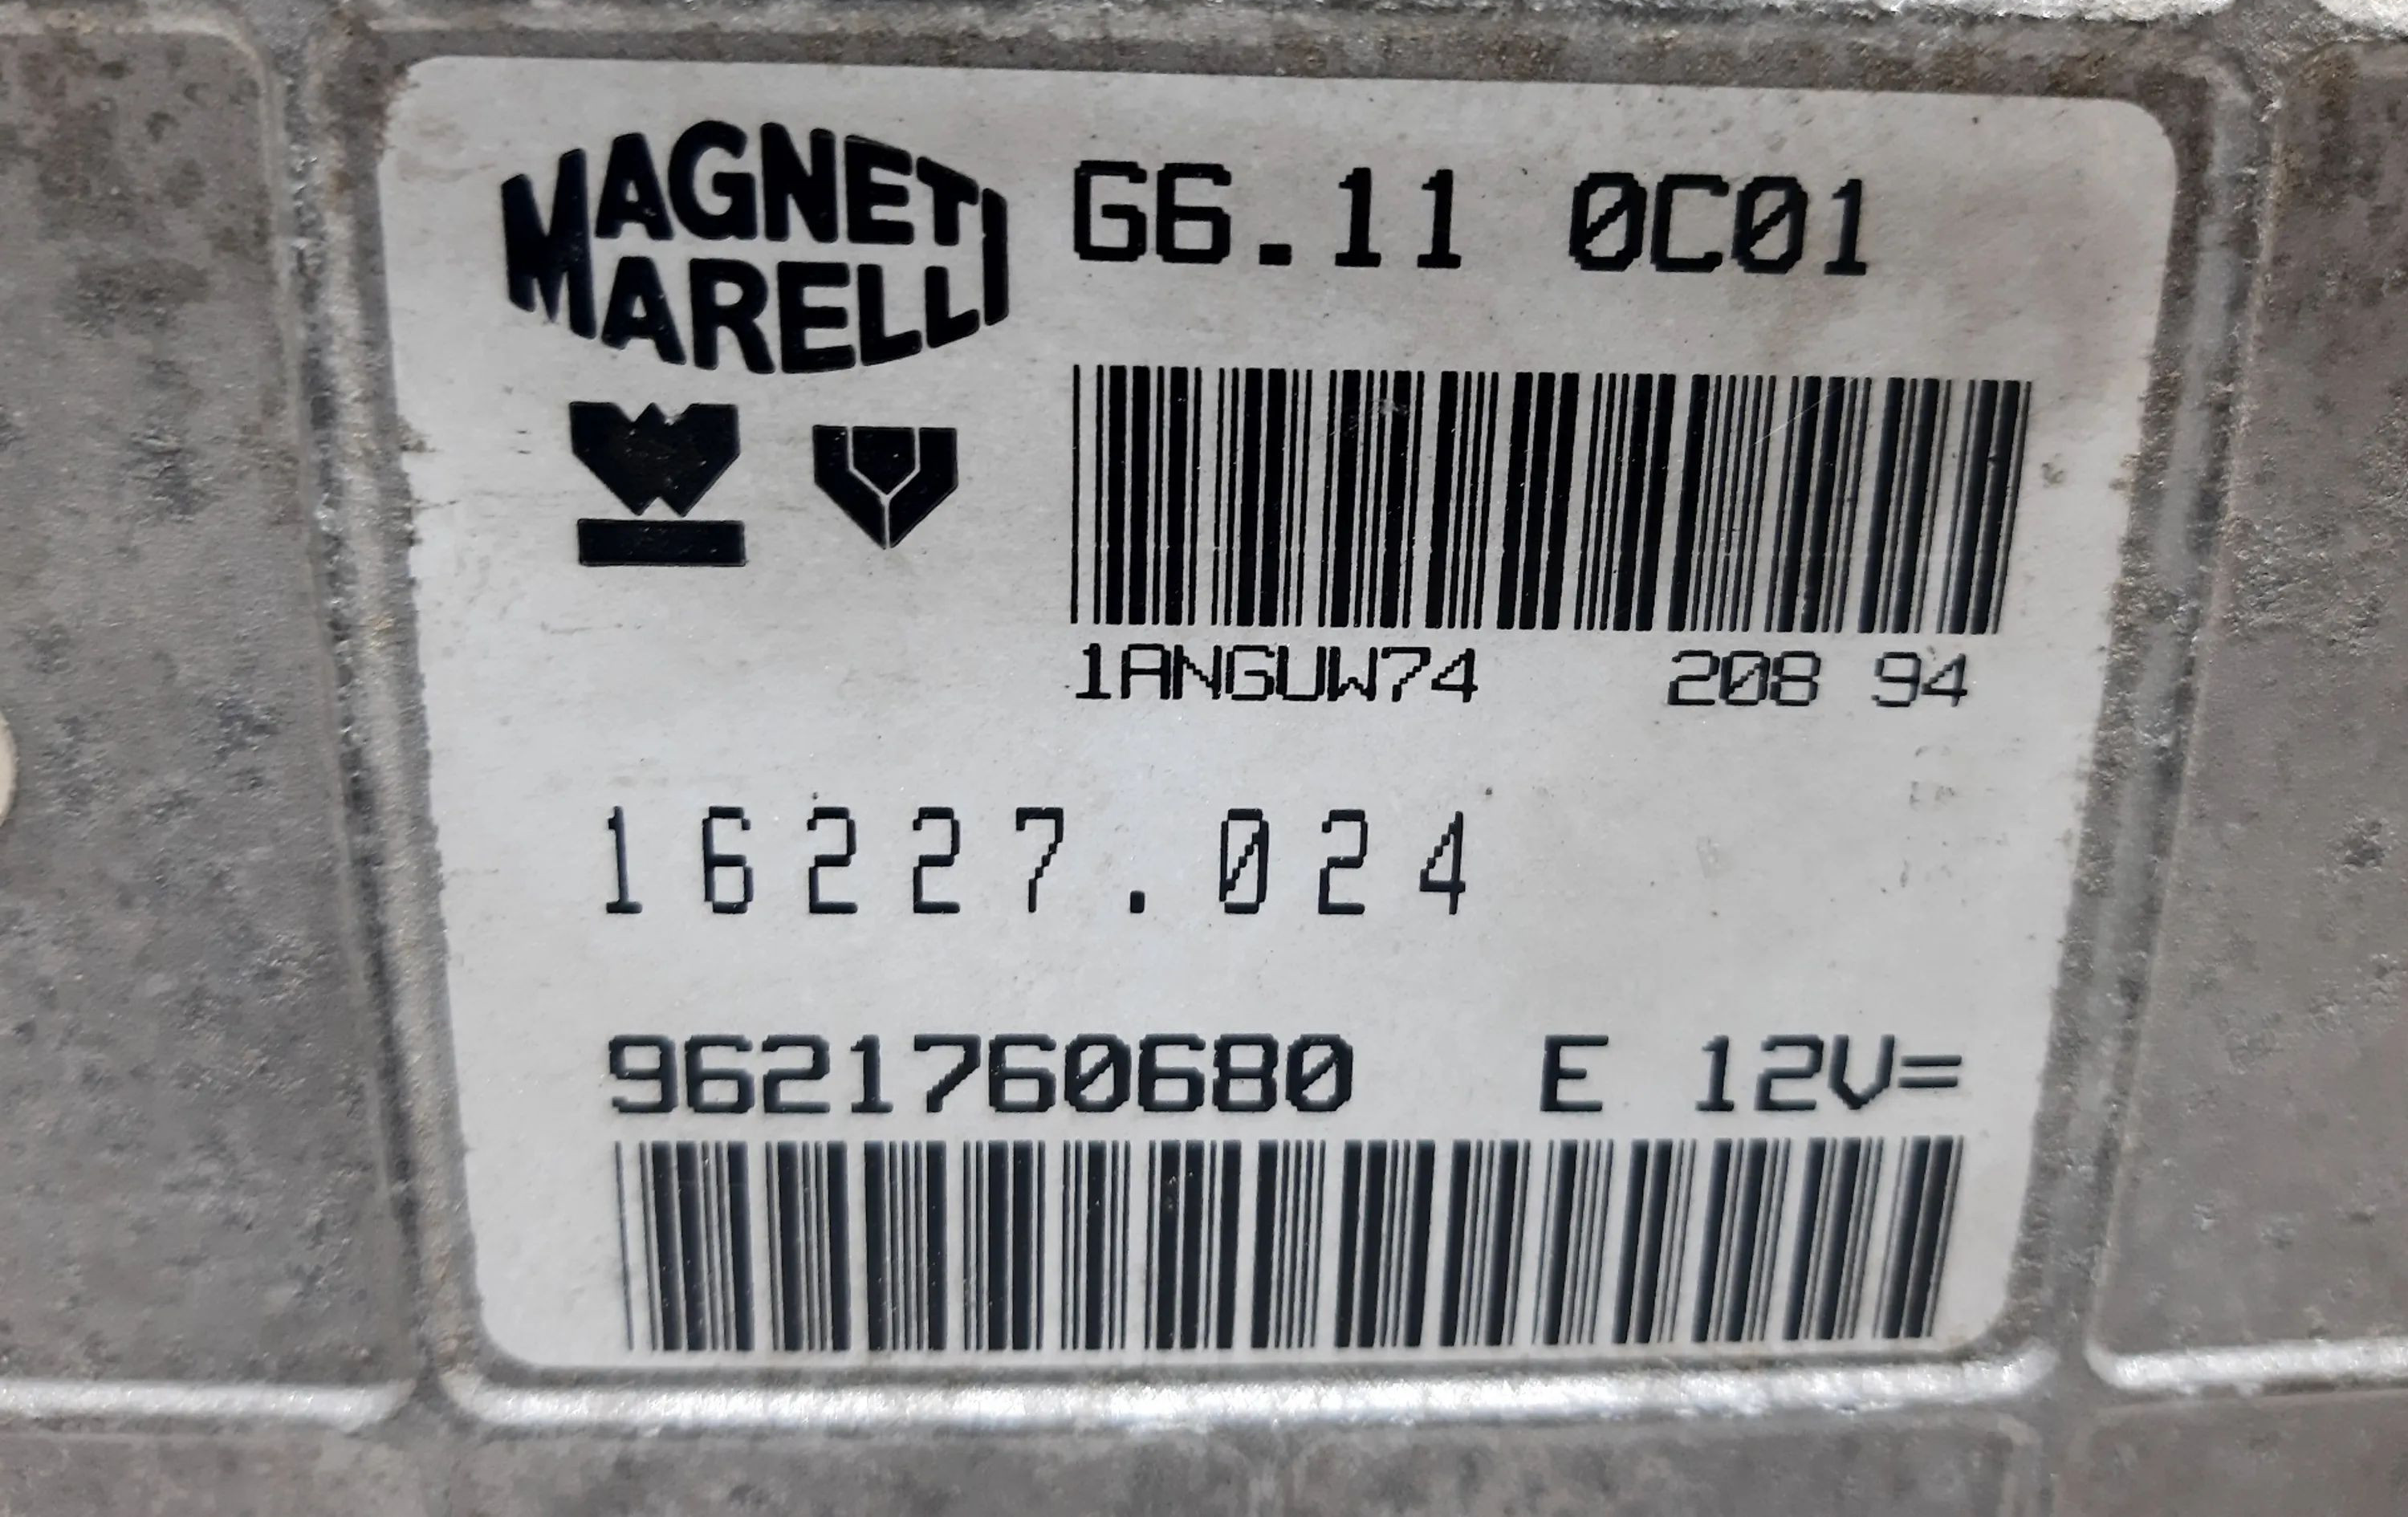 MAGNETI
MARELLI
G6.11 0C01
1ANGUW74 208 94
16227.024
9621760680 E 12V=